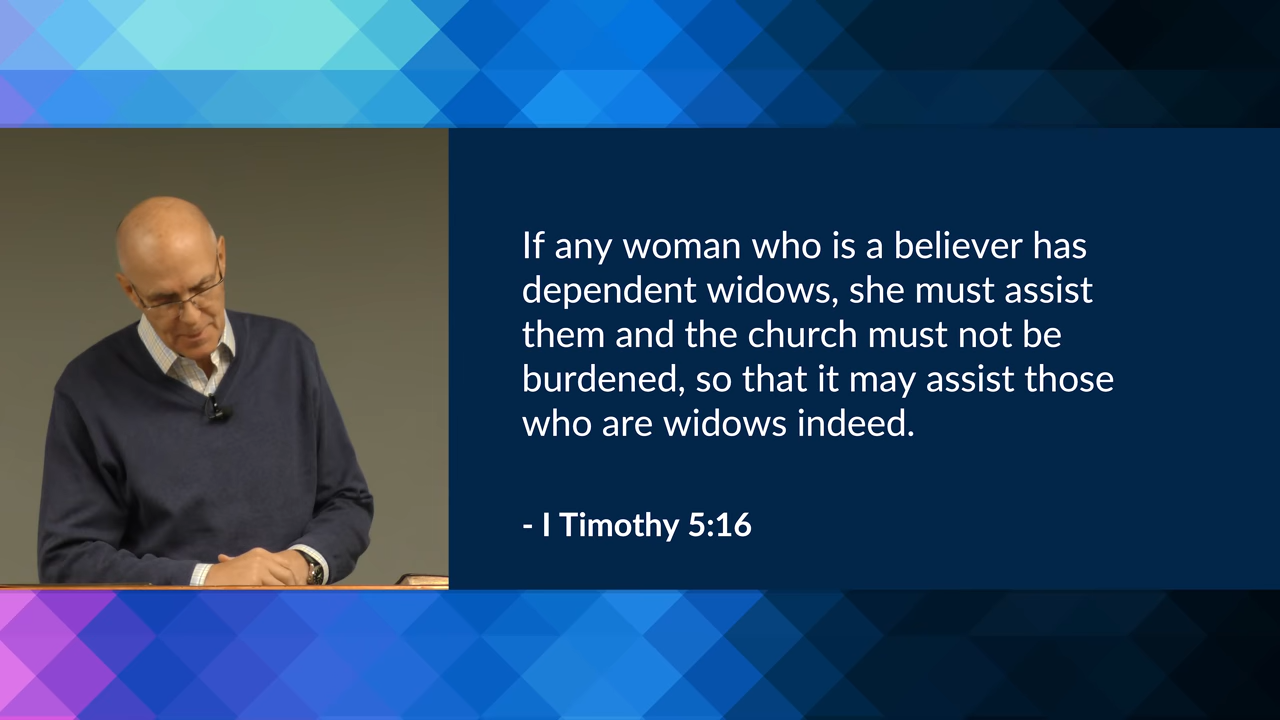 If any woman who is a believer has
dependent widows, she must assist
them and the church must not be
burdened, so that it may assist those
who are widows indeed.
- I Timothy 5:16